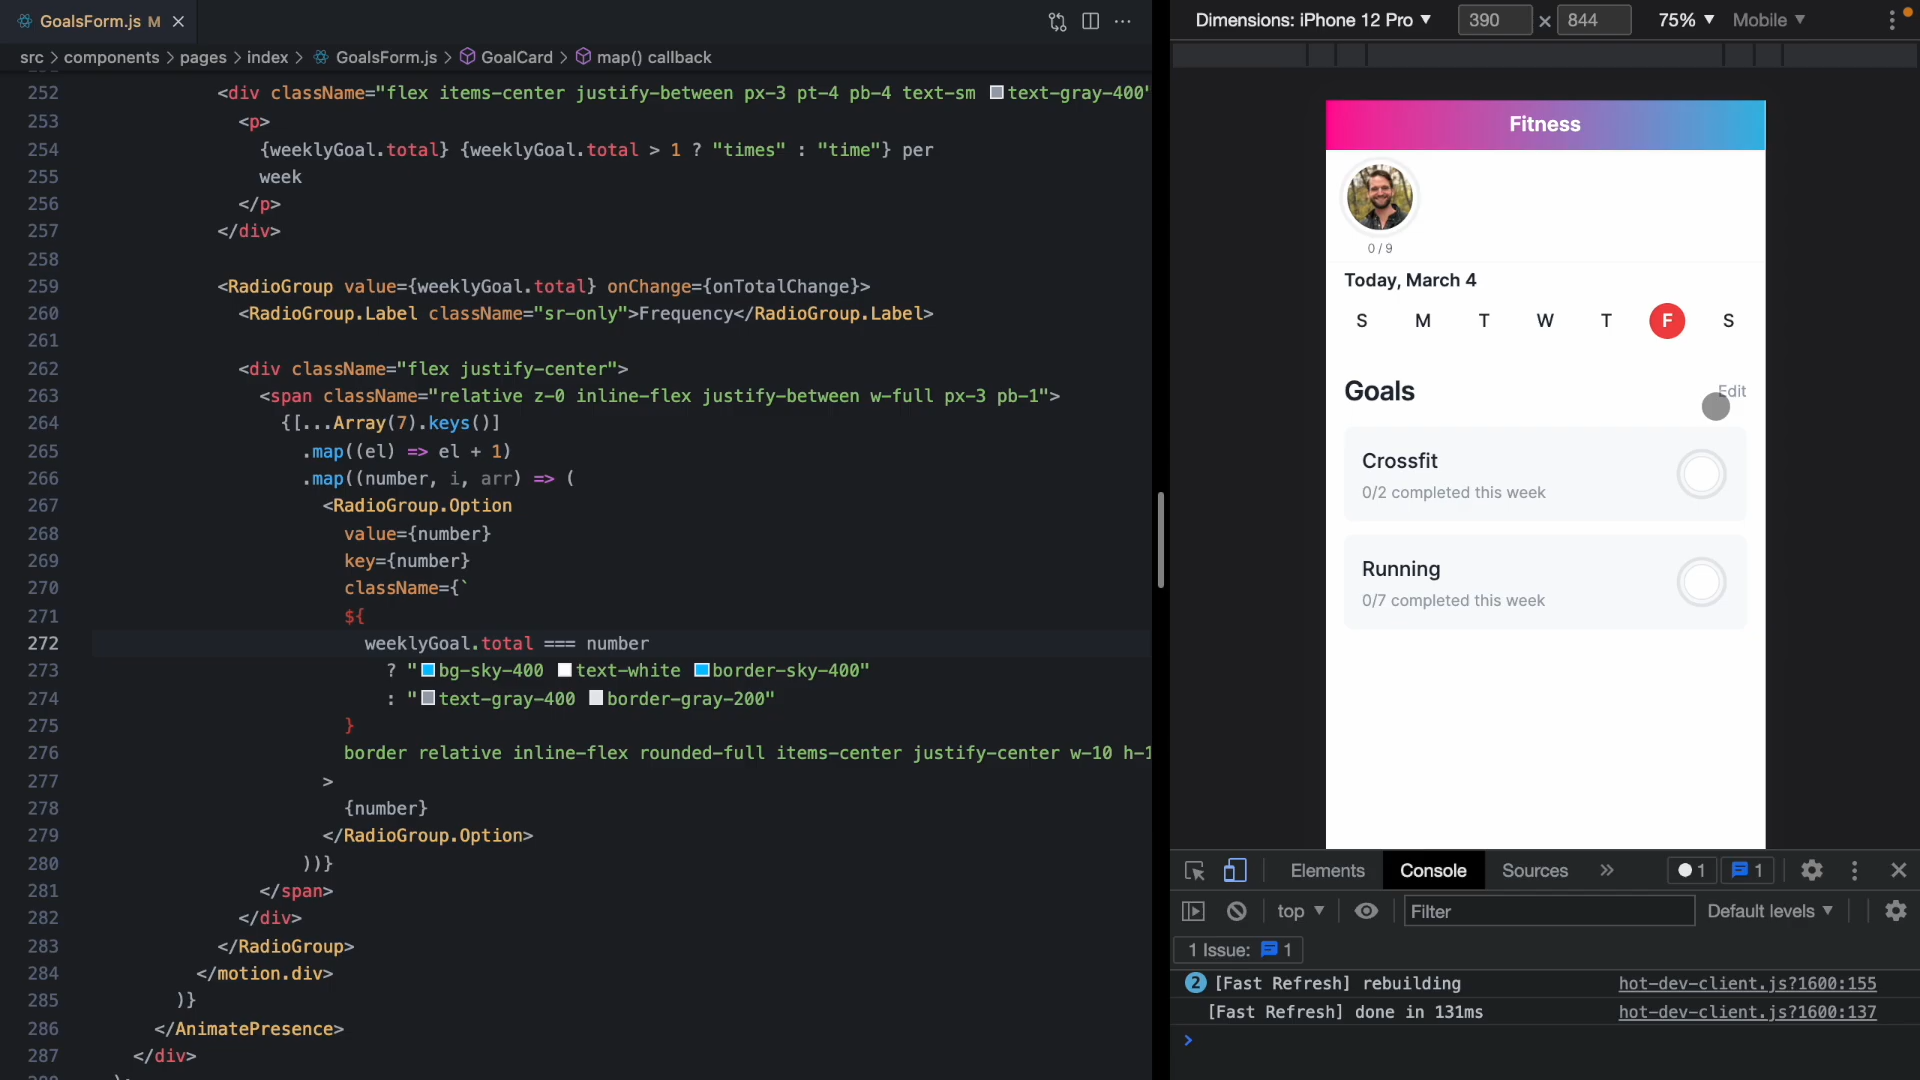 GoalsForm.js M
src > components > pages > index > GoalsForm.js > GoalCard > map() callback
252 <div className="flex items-center justify-between px-3 pt-4 pb-4 text-sm text-gray-400"
253 <p>
254 {weeklyGoal.total} {weeklyGoal.total > 1 ? "times" : "time"} per
255 week
256 </p>
257 </div>
258
259 <RadioGroup value={weeklyGoal.total} onChange={onTotalChange}>
260 <RadioGroup.Label className="sr-only">Frequency</RadioGroup.Label>
261
262 <div className="flex justify-center">
263 <span className="relative z-0 inline-flex justify-between w-full px-3 pb-1">
264 {[...Array(7).keys()]
265 .map((el) => el + 1)
266 .map((number, i, arr) => (
267 <RadioGroup.Option
268 value={number}
269 key={number}
270 className={`
271 ${
272 weeklyGoal.total === number
273 ? "bg-sky-400 text-white border-sky-400"
274 : "text-gray-400 border-gray-200"
275 }
276 border relative inline-flex rounded-full items-center justify-center w-10 h-1
277 >
278 {number}
279 </RadioGroup.Option>
280 ))}
281 </span>
282 </div>
283 </RadioGroup>
284 </motion.div>
285 )}
286 </AnimatePresence>
287 </div>
Dimensions: iPhone 12 Pro 390 × 844 75% Mobile
Fitness
0 / 9
Today, March 4
S M T W T F S
Goals Edit
Crossfit
0/2 completed this week
Running
0/7 completed this week
Elements Console Sources » 1 1
top Filter Default levels
1 Issue: 1
2 [Fast Refresh] rebuilding hot-dev-client.js?1600:155
[Fast Refresh] done in 131ms hot-dev-client.js?1600:137